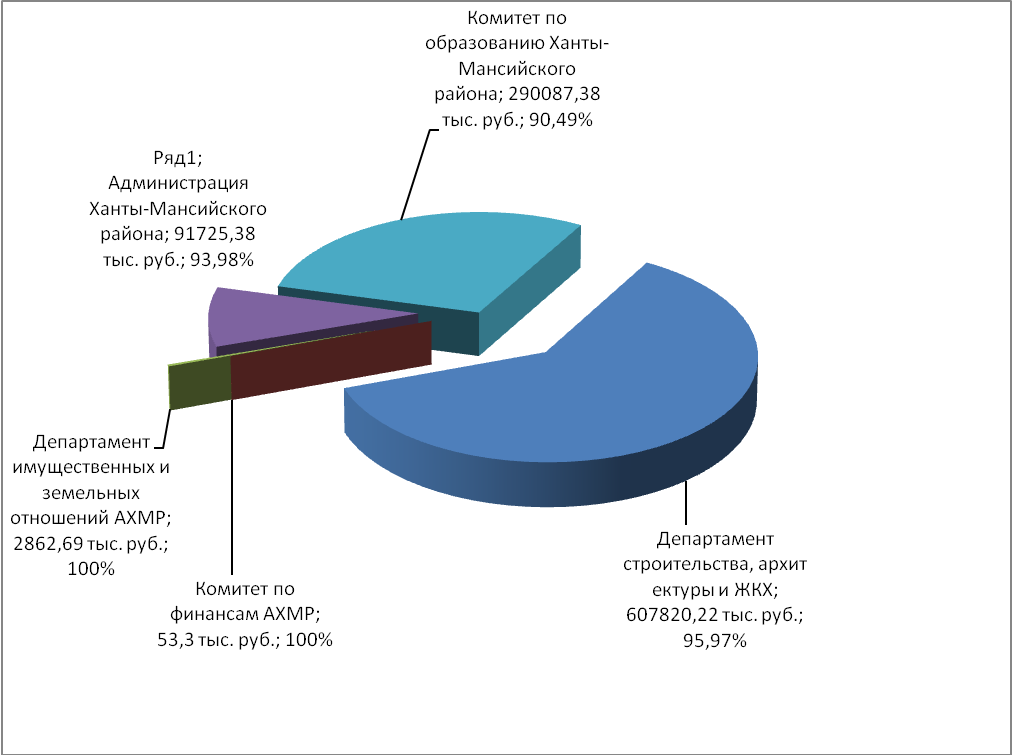 Комитет по
образованию Ханты-
Мансийского
района; 290087,38
тыс. руб.; 90,49%
Ряд1;
Администрация
Ханты-Мансийского
района; 91725,38
тыс. руб.; 93,98%
Департамент
имущественных и
земельных
отношений АХМР;
2862,69 тыс. руб.;
100%
Комитет по
финансам АХМР;
53,3 тыс. руб.; 100%
Департамент
строительства, архит
ектуры и ЖКХ;
607820,22 тыс. руб.;
95,97%